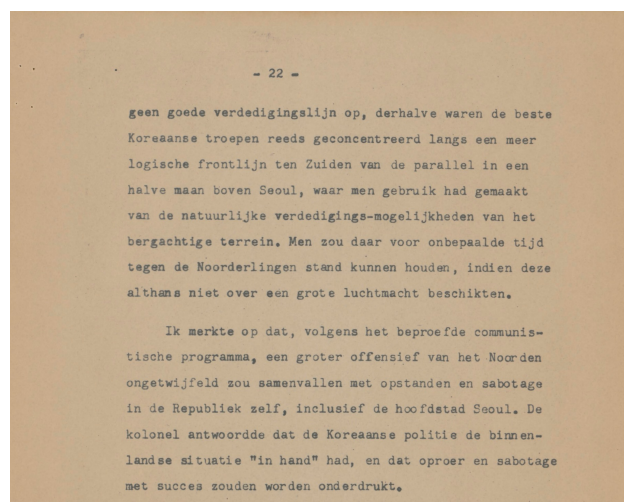 - 22 -
geen goede verdedigingslijn op, derhalve waren de beste
Koreaanse troepen reeds geconcentreerd langs een meer
logische frontlijn ten Zuiden van de parallel in een
halve maan boven Seoul, waar men gebruik had gemaakt
van de natuurlijke verdedigings-mogelijkheden van het
bergachtige terrein. Men zou daar voor onbepaalde tijd
tegen de Noorderlingen stand kunnen houden, indien deze
althans niet over een grote luchtmacht beschikten.
Ik merkte op dat, volgens het beproefde communis-
tische programma, een groter offensief van het Noorden
ongetwijfeld zou samenvallen met opstanden en sabotage
in de Republiek zelf, inclusief de hoofdstad Seoul. De
kolonel antwoordde dat de Koreaanse politie de binnen-
landse situatie "in hand" had, en dat oproer en sabotage
met succes zouden worden onderdrukt.